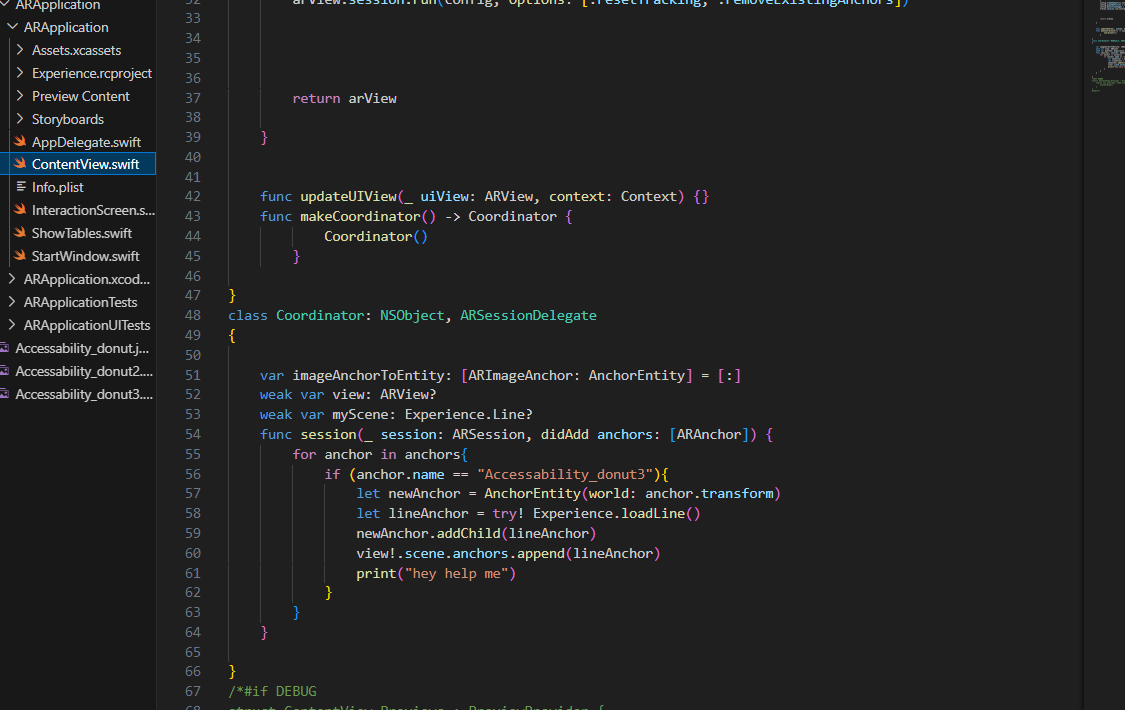 ARApplication
ARApplication
Assets.xcassets
Experience.rcproject
Preview Content
Storyboards
AppDelegate.swift
ContentView.swift
Info.plist
InteractionScreen.s...
ShowTables.swift
StartWindow.swift
ARApplication.xcod...
ARApplicationTests
ARApplicationUITests
Accessability_donut.j...
Accessability_donut2....
Accessability_donut3....
32 arView.session.run(config, options: [.resetTracking, .removeExistingAnchors])
33
34
35
36
37 return arView
38
39 }
40
41
42 func updateUIView(_ uiView: ARView, context: Context) {}
43 func makeCoordinator() -> Coordinator {
44 Coordinator()
45 }
46
47 }
48 class Coordinator: NSObject, ARSessionDelegate
49 {
50
51 var imageAnchorToEntity: [ARImageAnchor: AnchorEntity] = [:]
52 weak var view: ARView?
53 weak var myScene: Experience.Line?
54 func session(_ session: ARSession, didAdd anchors: [ARAnchor]) {
55 for anchor in anchors{
56 if (anchor.name == "Accessability_donut3"){
57 let newAnchor = AnchorEntity(world: anchor.transform)
58 let lineAnchor = try! Experience.loadLine()
59 newAnchor.addChild(lineAnchor)
60 view!.scene.anchors.append(lineAnchor)
61 print("hey help me")
62 }
63 }
64 }
65
66 }
67 /*#if DEBUG
68 struct ContentView_Previews : PreviewProvider {